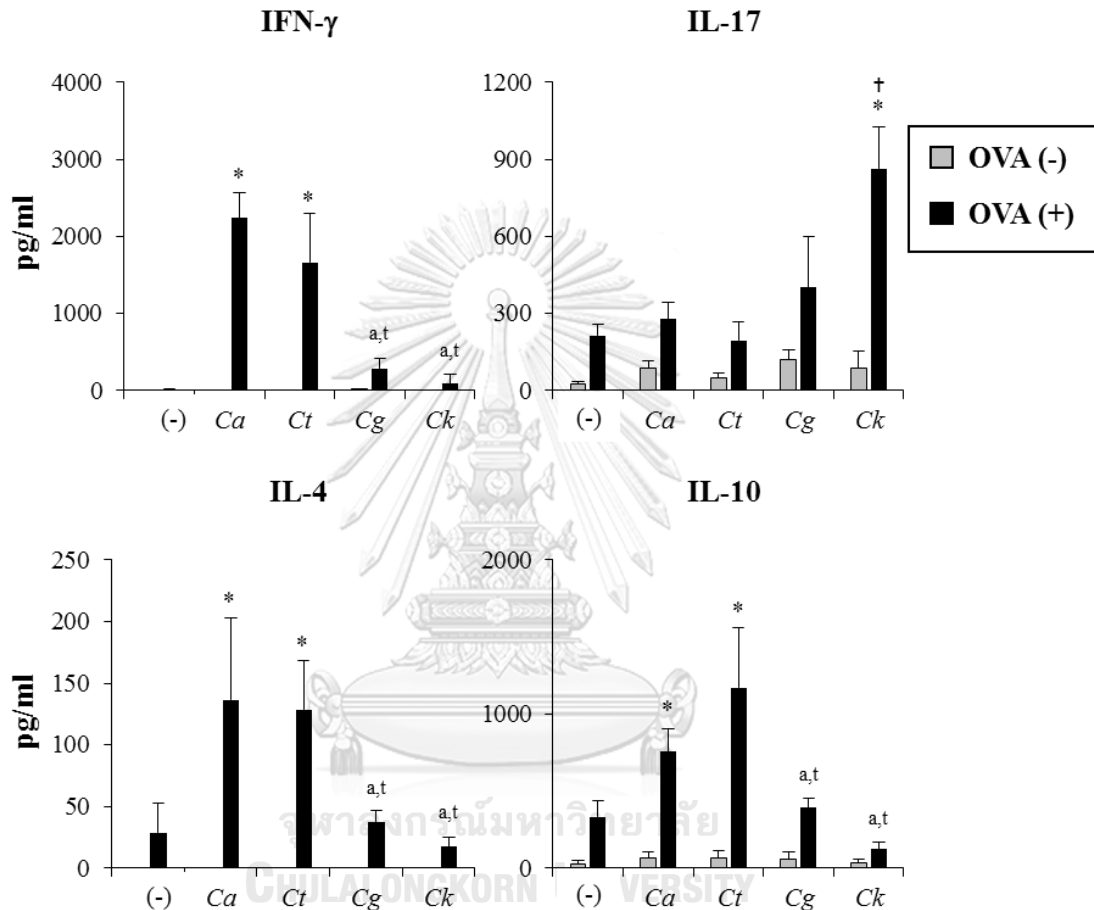 IFN-γ
IL-17
4000
3000
2000
1000
0
pg/ml
*
*
a,t
a,t
(-) Ca Ct Cg Ck
1200
900
600
300
0
†
*
(-) Ca Ct Cg Ck
OVA (-)
OVA (+)
IL-4
IL-10
250
200
150
100
50
0
pg/ml
*
*
a,t
a,t
(-) Ca Ct Cg Ck
2000
1000
0
*
*
a,t
a,t
(-) Ca Ct Cg Ck
จุฬาลงกรณ์มหาวิทยาลัย
CHULALONGKORN VERSITY